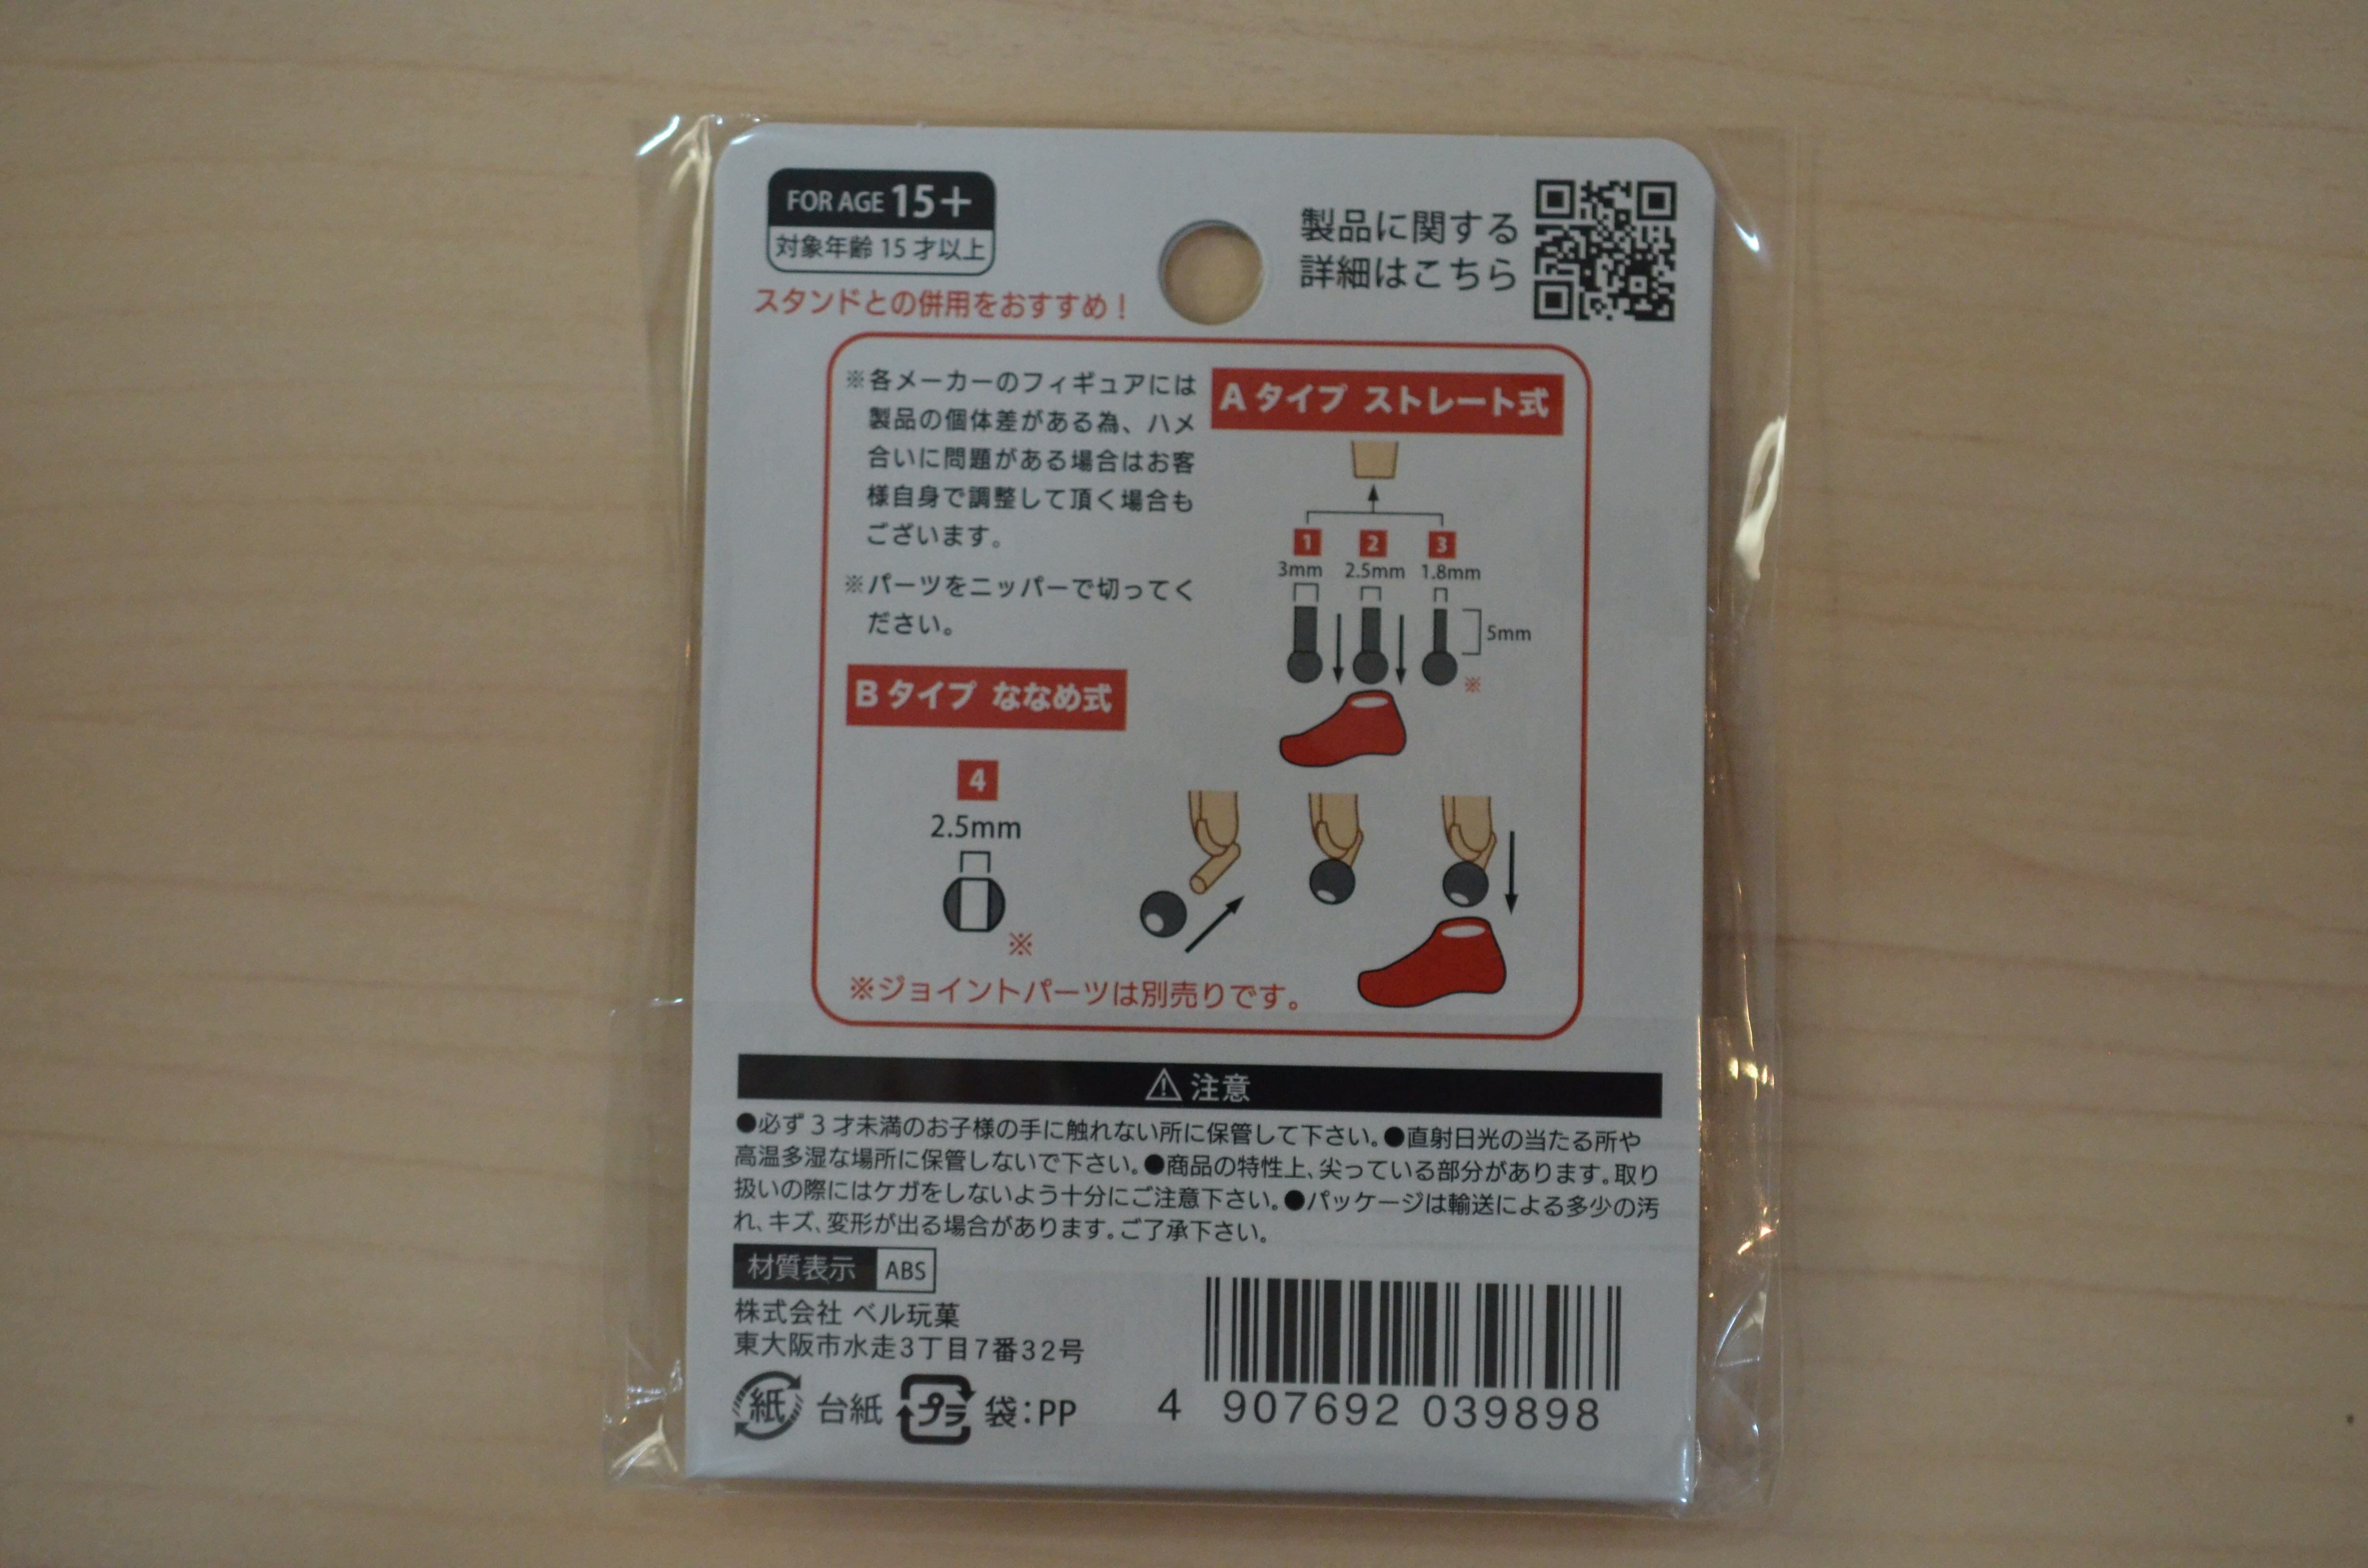 FOR AGE 15+
対象年齢 15 才以上
スタンドとの併用をおすすめ！
製品に関する
詳細はこちら
※各メーカーのフィギュアには
製品の個体差がある為、ハメ
合いに問題がある場合はお客
様自身で調整して頂く場合も
ございます。
※パーツをニッパーで切ってく
ださい。
A タイプ ストレート式
1 2 3
3mm 2.5mm 1.8mm
5mm
※
B タイプ ななめ式
4
2.5mm
※
※ジョイントパーツは別売りです。
注意
●必ず 3 才未満のお子様の手に触れない所に保管して下さい。●直射日光の当たる所や
高温多湿な場所に保管しないで下さい。●商品の特性上、尖っている部分があります。取り
扱いの際にはケガをしないよう十分にご注意下さい。●パッケージは輸送による多少の汚
れ、キズ、変形が出る場合があります。ご了承下さい。
材質表示 ABS
株式会社 ベル玩菓
東大阪市水走3丁目7番32号
紙 台紙 プラ 袋：PP
4 907692 039898